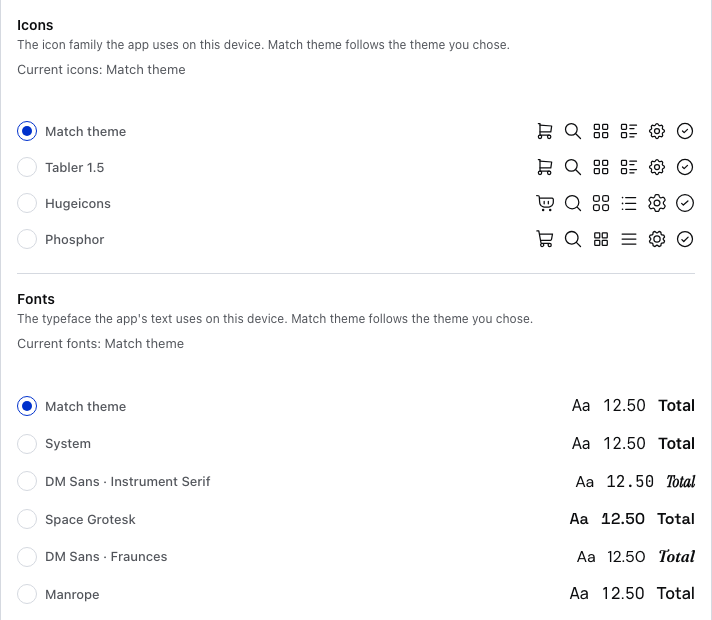 Icons
The icon family the app uses on this device. Match theme follows the theme you chose.
Current icons: Match theme
Match theme
Tabler 1.5
Hugeicons
Phosphor
Fonts
The typeface the app's text uses on this device. Match theme follows the theme you chose.
Current fonts: Match theme
Match theme Aa 12.50 Total
System Aa 12.50 Total
DM Sans · Instrument Serif Aa 12.50 Total
Space Grotesk Aa 12.50 Total
DM Sans · Fraunces Aa 12.50 Total
Manrope Aa 12.50 Total